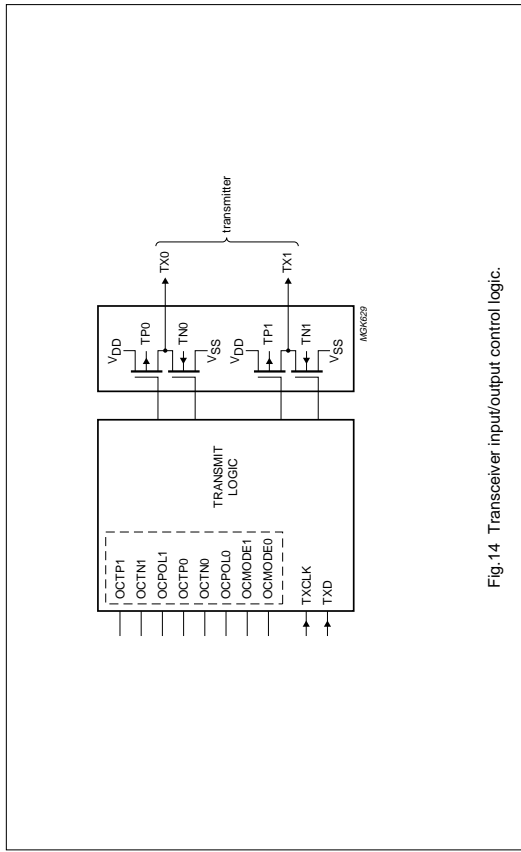 OCTP1
OCTN1
OCPOL1
OCTP0
OCTN0
OCPOL0
OCMODE1
OCMODE0
TXCLK
TXD
TRANSMIT
LOGIC
VDD
TP0
TN0
VSS
VDD
TP1
TN1
VSS
TX0
TX1
transmitter
MGK629
Fig.14 Transceiver input/output control logic.